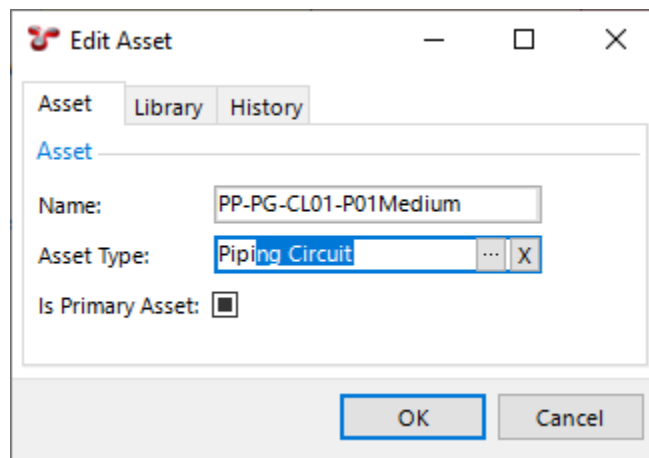 Edit Asset
Asset Library History
Asset
Name: PP-PG-CL01-P01Medium
Asset Type: Piping Circuit ... X
Is Primary Asset:
OK Cancel